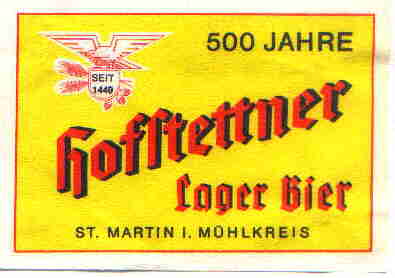 500 JAHRE
SEIT
1449
Hofstettner
Lager Bier
ST. MARTIN I. MÜHLKREIS